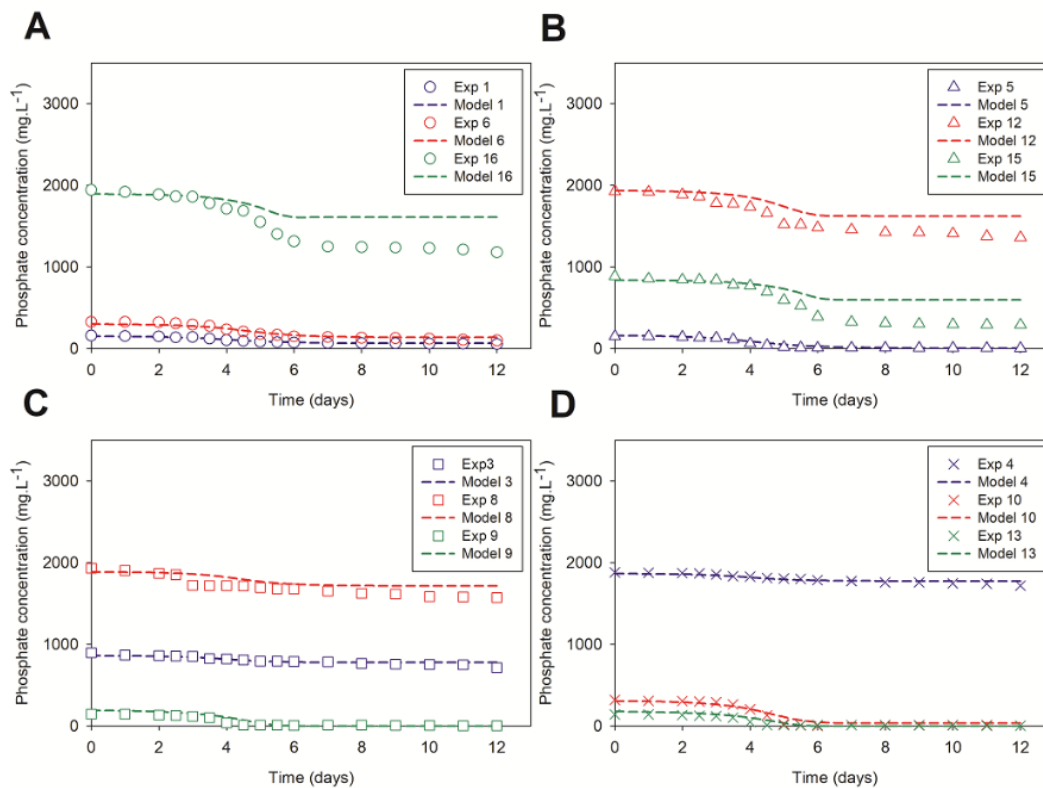 A
Phosphate concentration (mg.L⁻¹)
3000
2000
1000
0
0 2 4 6 8 10 12
Time (days)
Exp 1
Model 1
Exp 6
Model 6
Exp 16
Model 16
B
Phosphate concentration (mg.L⁻¹)
3000
2000
1000
0
0 2 4 6 8 10 12
Time (days)
Exp 5
Model 5
Exp 12
Model 12
Exp 15
Model 15
C
Phosphate concentration (mg.L⁻¹)
3000
2000
1000
0
0 2 4 6 8 10 12
Time (days)
Exp3
Model 3
Exp 8
Model 8
Exp 9
Model 9
D
Phosphate concentration (mg.L⁻¹)
3000
2000
1000
0
0 2 4 6 8 10 12
Time (days)
Exp 4
Model 4
Exp 10
Model 10
Exp 13
Model 13